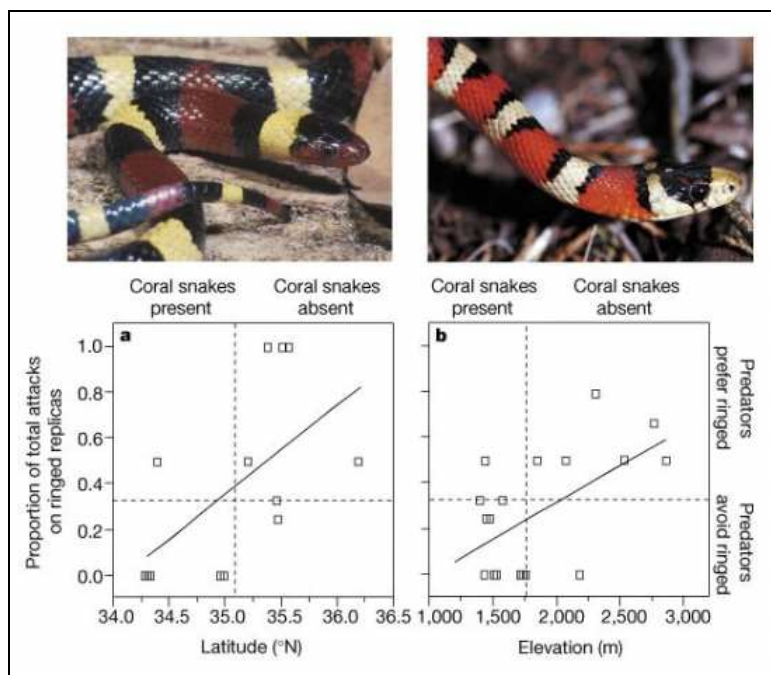 Coral snakes
present
Coral snakes
absent
Coral snakes
present
Coral snakes
absent
a
Proportion of total attacks
on ringed replicas
1.0
0.8
0.6
0.4
0.2
0.0
34.0 34.5 35.0 35.5 36.0 36.5
Latitude (°N)
b
Predators
prefer ringed
Predators
avoid ringed
1,000 1,500 2,000 2,500 3,000
Elevation (m)